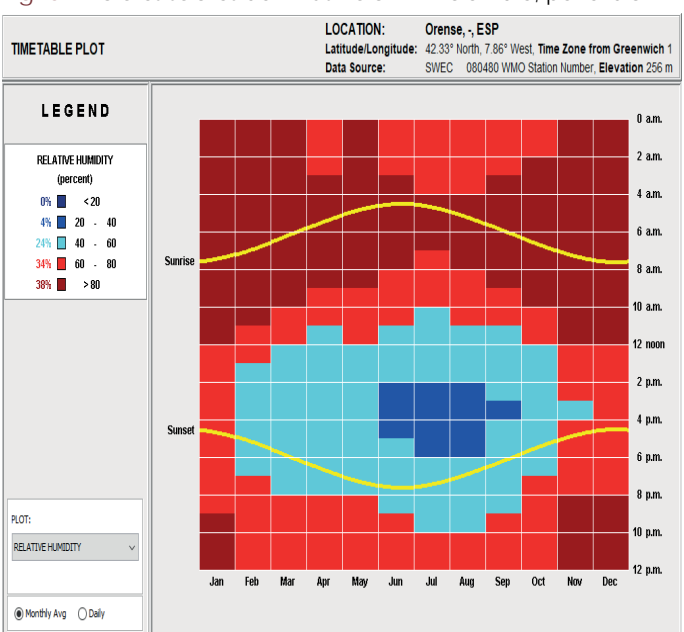 TIMETABLE PLOT
LOCATION: Orense, -, ESP
Latitude/Longitude: 42.33° North, 7.86° West, Time Zone from Greenwich 1
Data Source: SWEC 080480 WMO Station Number, Elevation 256 m
LEGEND
RELATIVE HUMIDITY
(percent)
0% < 20
4% 20 - 40
24% 40 - 60
34% 60 - 80
38% > 80
PLOT:
RELATIVE HUMIDITY
Monthly Avg Daily
Sunrise
Sunset
0 a.m.
2 a.m.
4 a.m.
6 a.m.
8 a.m.
10 a.m.
12 noon
2 p.m.
4 p.m.
6 p.m.
8 p.m.
10 p.m.
12 p.m.
Jan Feb Mar Apr May Jun Jul Aug Sep Oct Nov Dec